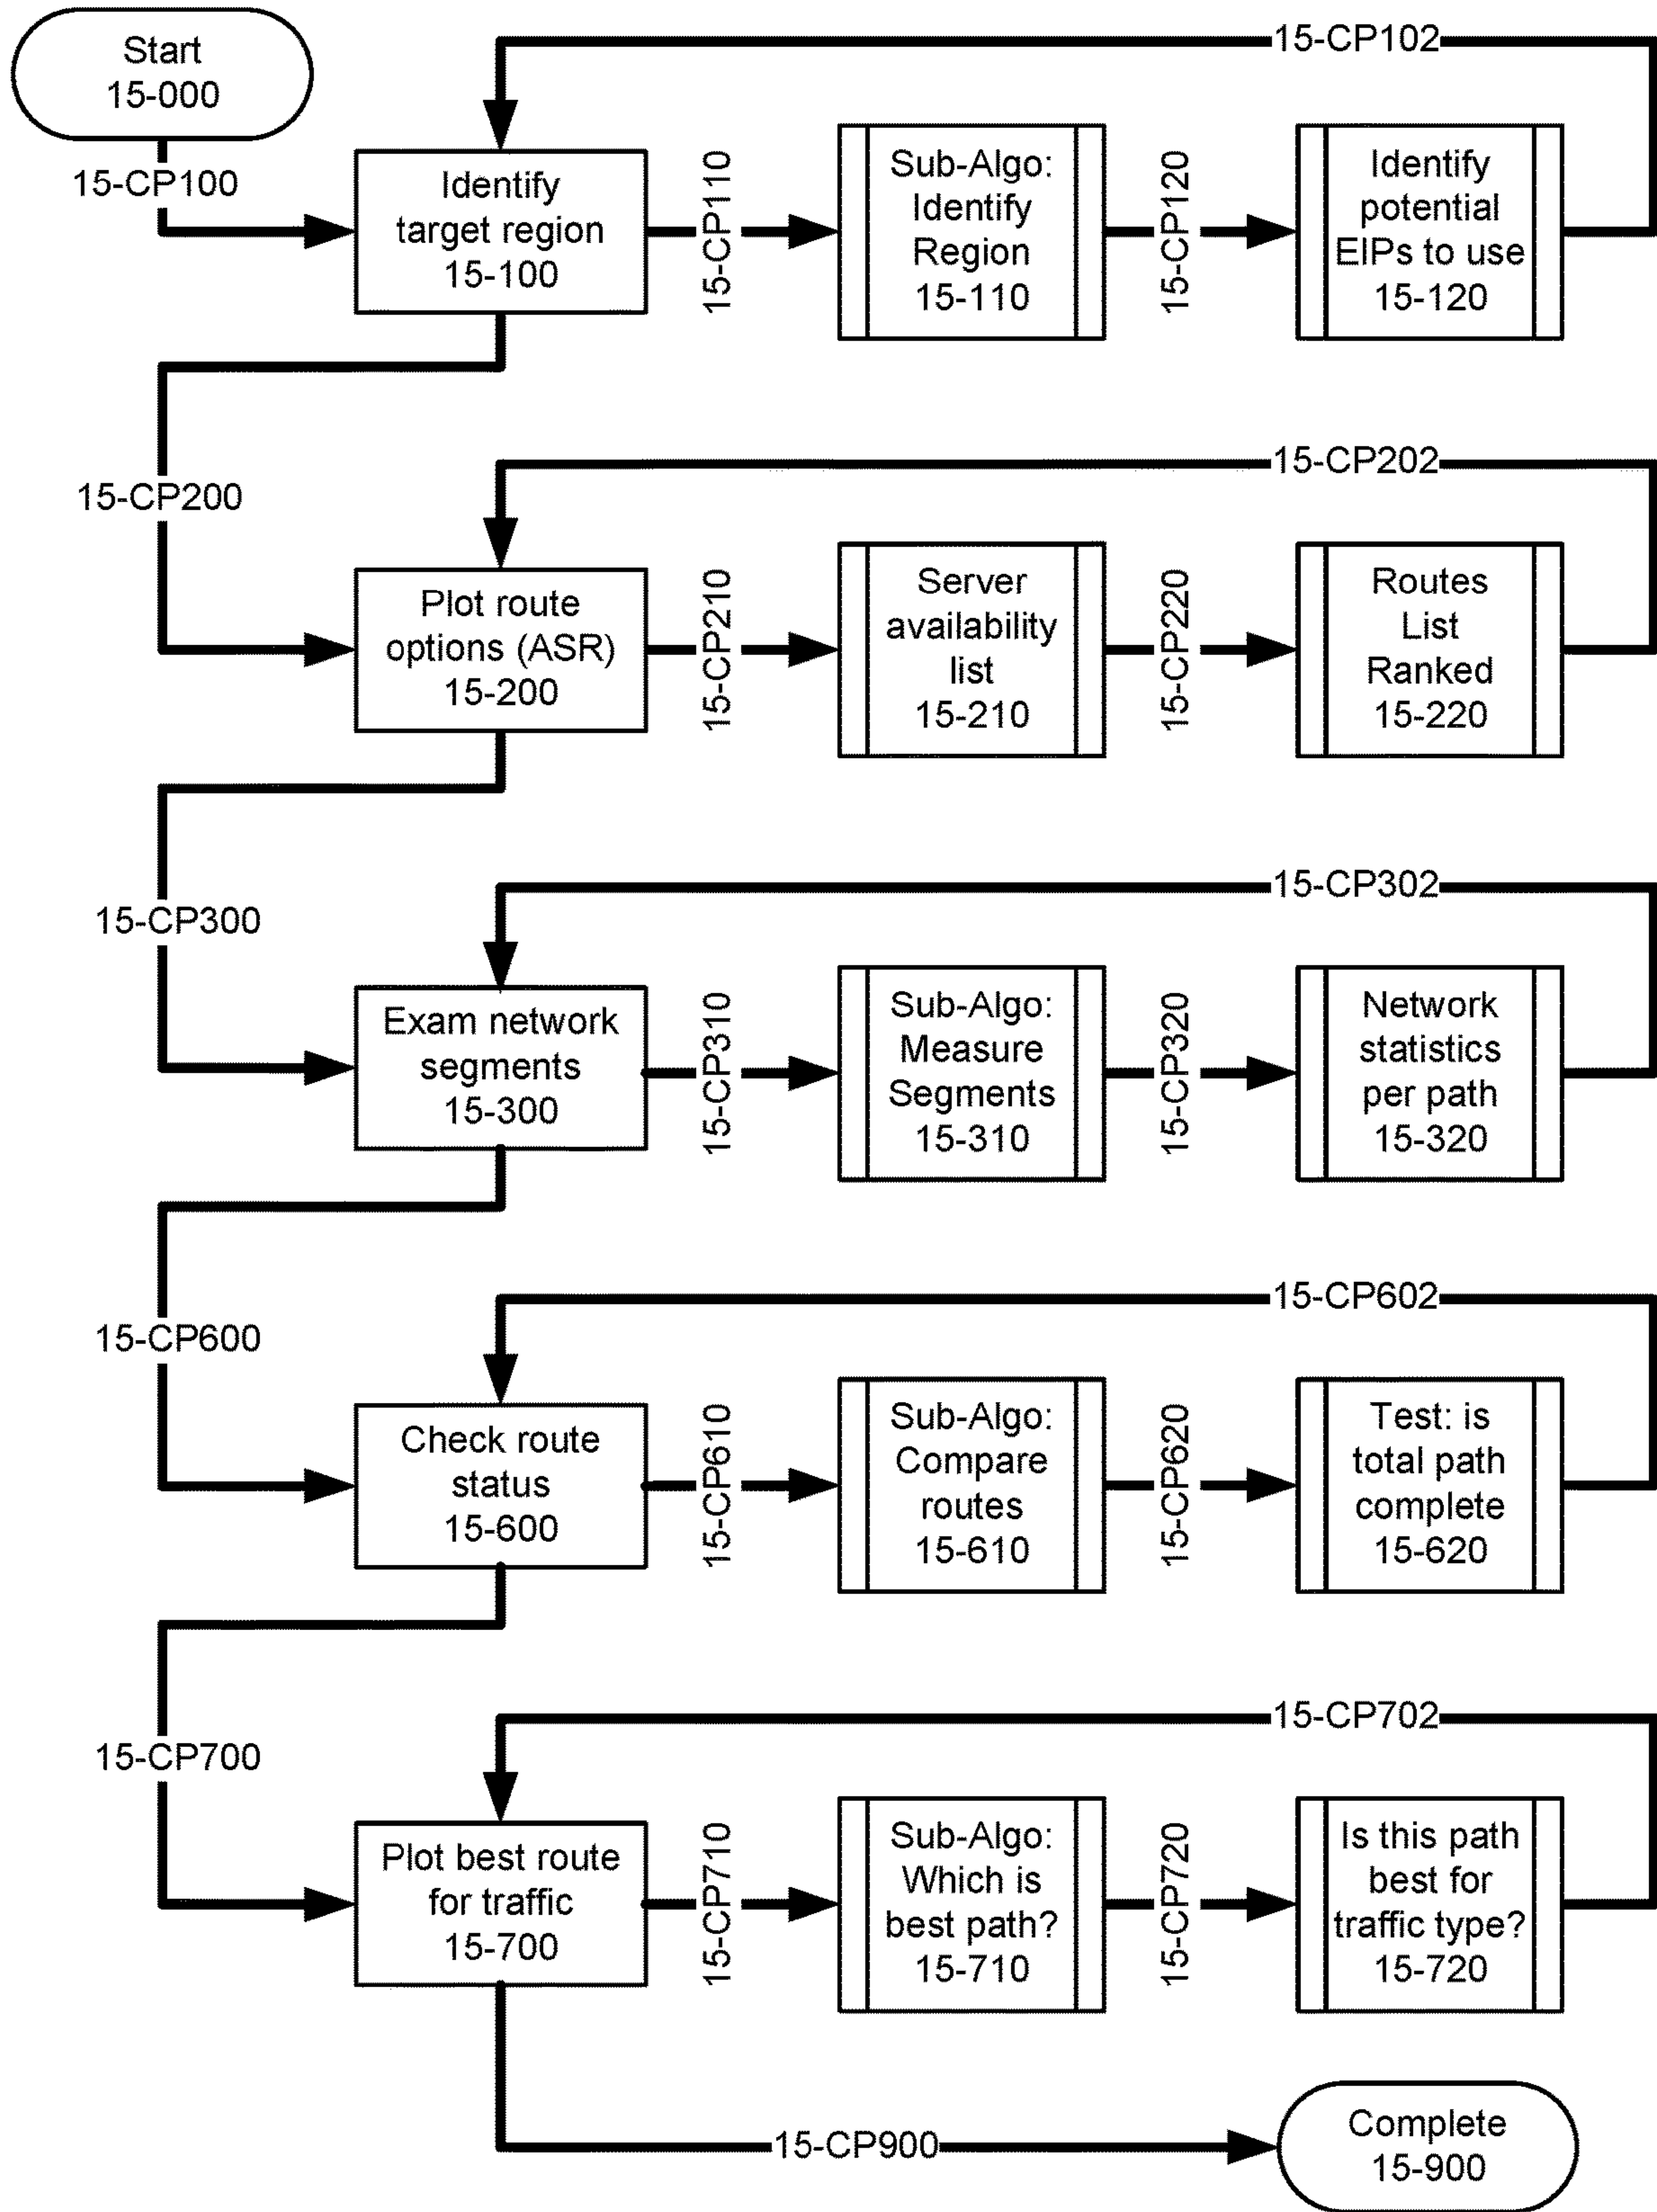 Start
15-000
15-CP102
15-CP100
Identify
target region
15-100
15-CP110
Sub-Algo:
Identify
Region
15-110
15-CP120
Identify
potential
EIPs to use
15-120
15-CP200
15-CP202
Plot route
options (ASR)
15-200
15-CP210
Server
availability
list
15-210
15-CP220
Routes
List
Ranked
15-220
15-CP300
15-CP302
Exam network
segments
15-300
15-CP310
Sub-Algo:
Measure
Segments
15-310
15-CP320
Network
statistics
per path
15-320
15-CP600
15-CP602
Check route
status
15-600
15-CP610
Sub-Algo:
Compare
routes
15-610
15-CP620
Test: is
total path
complete
15-620
15-CP700
15-CP702
Plot best route
for traffic
15-700
15-CP710
Sub-Algo:
Which is
best path?
15-710
15-CP720
Is this path
best for
traffic type?
15-720
15-CP900
Complete
15-900